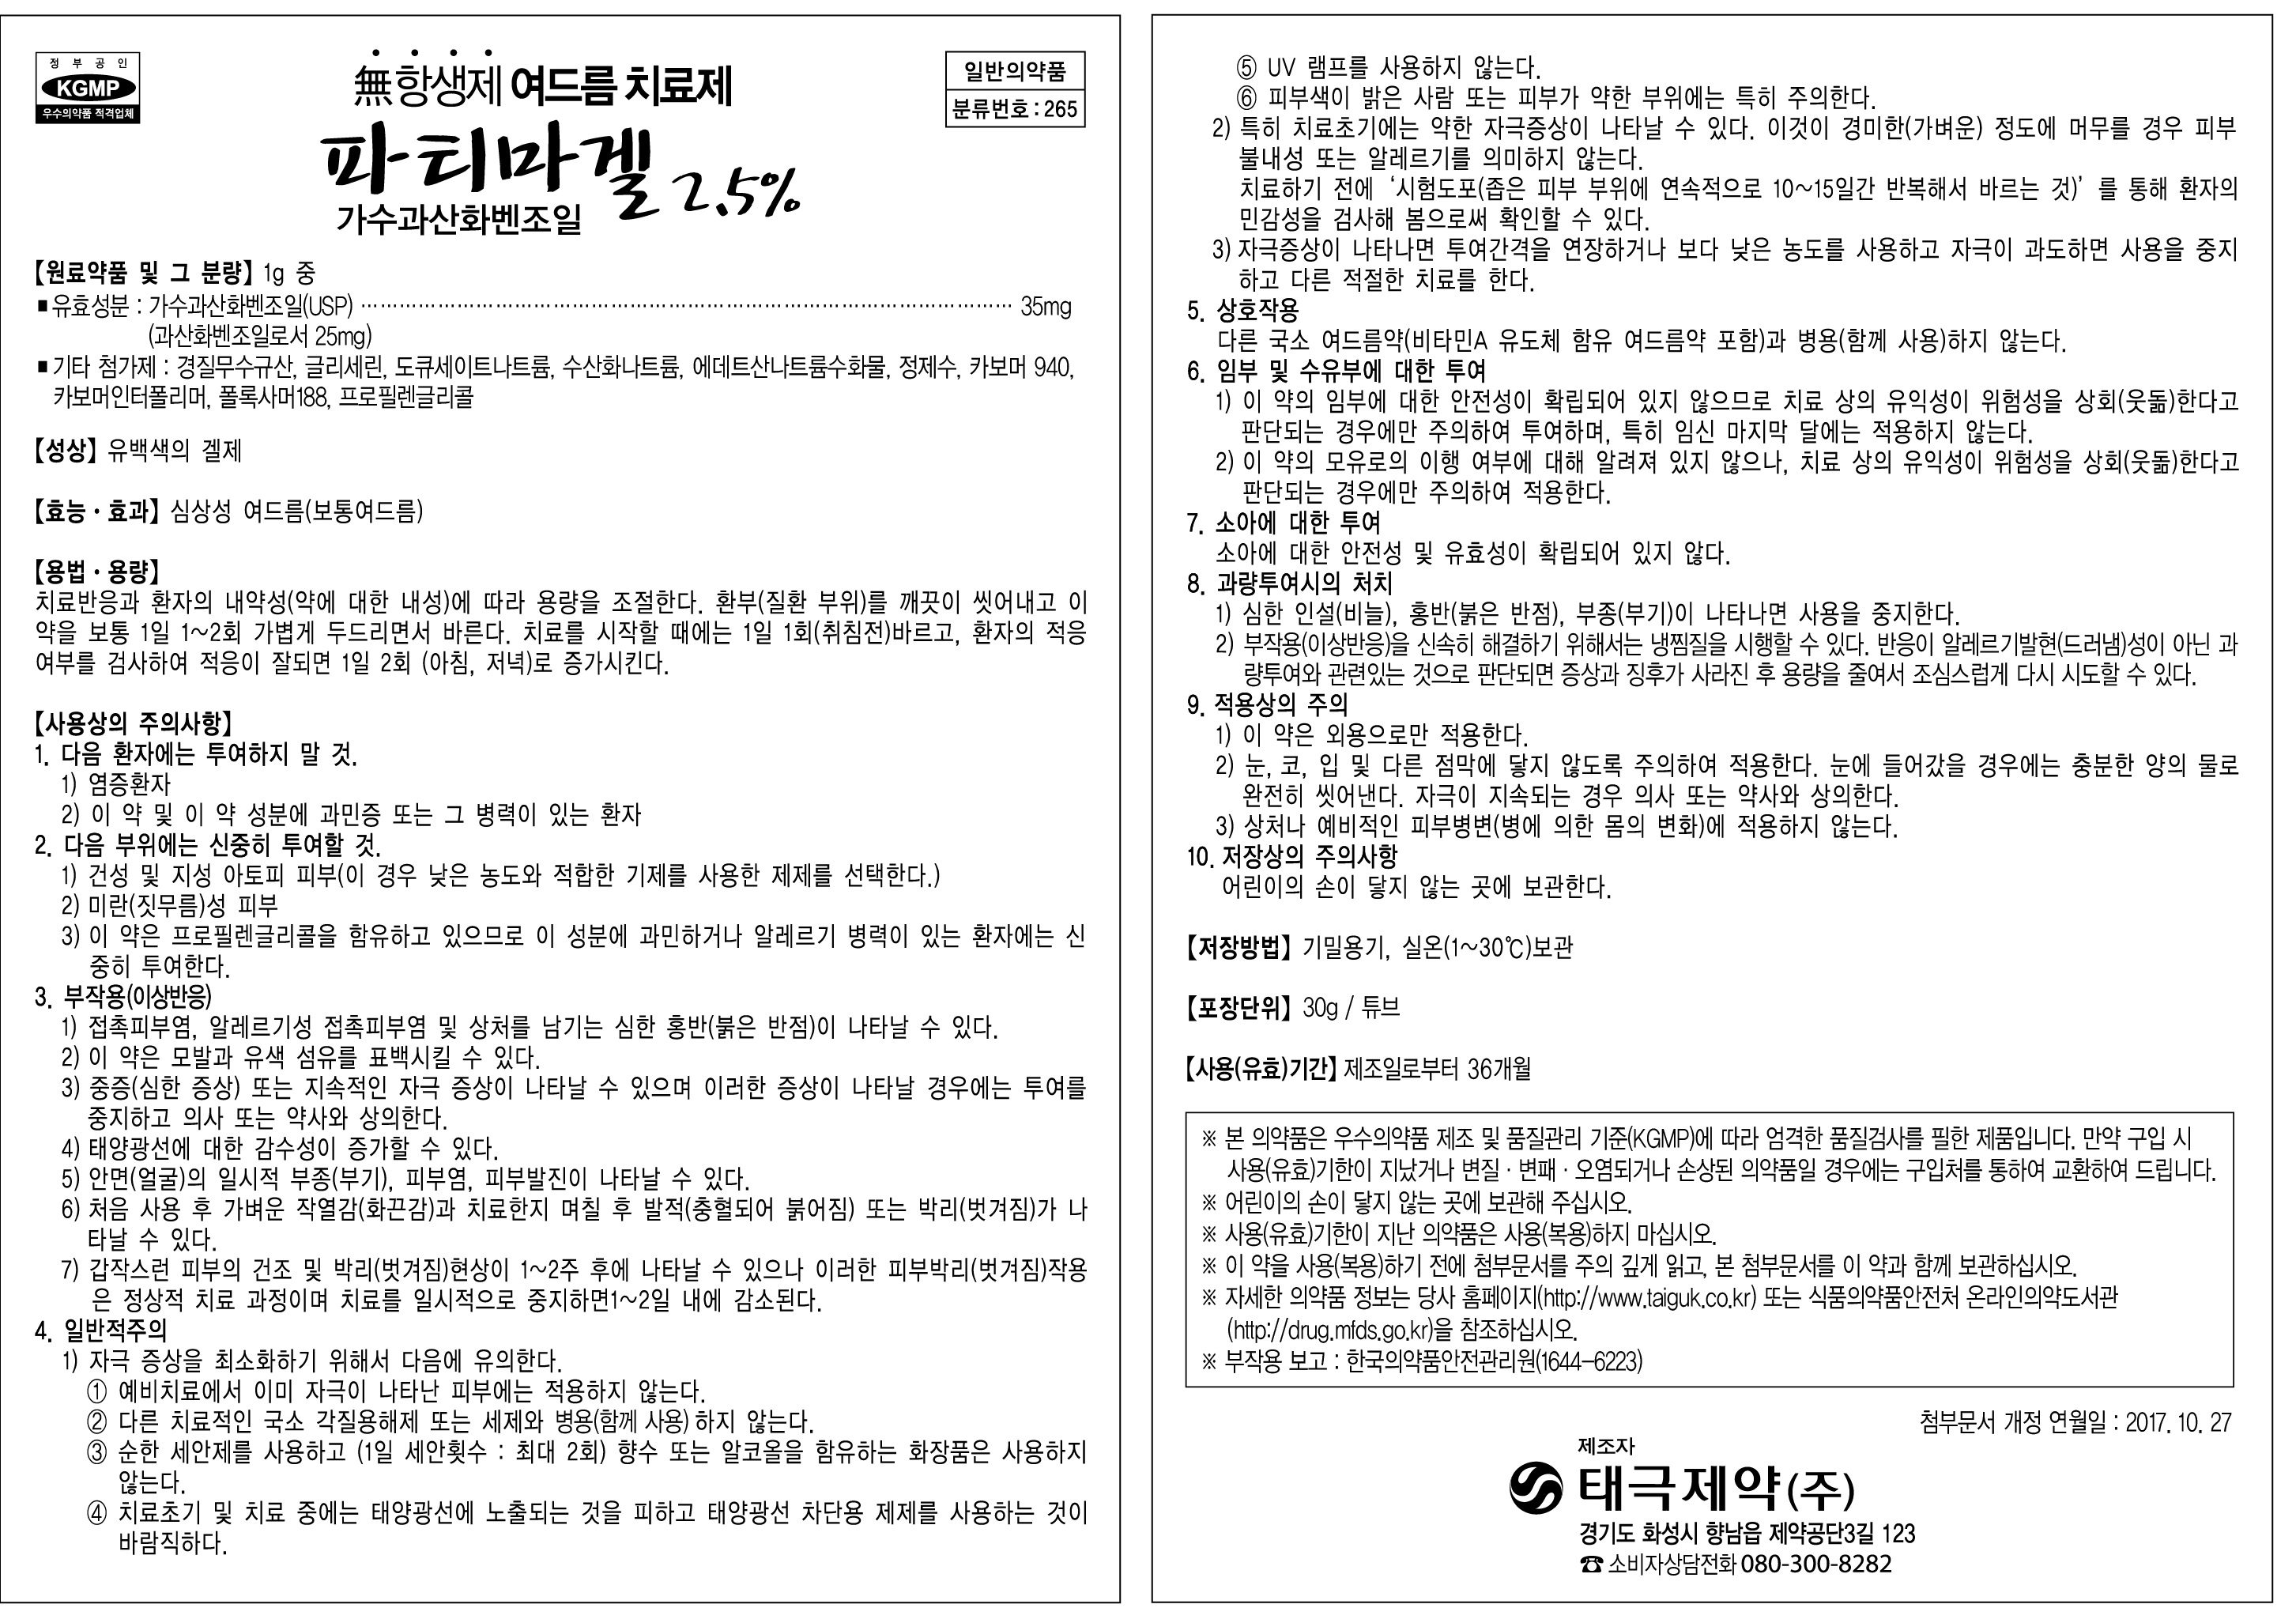 정 부 공 인
KGMP
우수의약품 적격업체
無항생제 여드름 치료제
일반의약품
분류번호 : 265
파티마겔 2.5%
가수과산화벤조일
【원료약품 및 그 분량】 1g 중
■ 유효성분 : 가수과산화벤조일(USP) ······ 35mg
(과산화벤조일로서 25mg)
■ 기타 첨가제 : 경질무수규산, 글리세린, 도큐세이트나트륨, 수산화나트륨, 에데트산나트륨수화물, 정제수, 카보머 940,
카보머인터폴리머, 폴록사머188, 프로필렌글리콜
【성상】 유백색의 겔제
【효능 · 효과】 심상성 여드름(보통여드름)
【용법 · 용량】
치료반응과 환자의 내약성(약에 대한 내성)에 따라 용량을 조절한다. 환부(질환 부위)를 깨끗이 씻어내고 이
약을 보통 1일 1~2회 가볍게 두드리면서 바른다. 치료를 시작할 때에는 1일 1회(취침전)바르고, 환자의 적응
여부를 검사하여 적응이 잘되면 1일 2회 (아침, 저녁)로 증가시킨다.
【사용상의 주의사항】
1. 다음 환자에는 투여하지 말 것.
1) 염증환자
2) 이 약 및 이 약 성분에 과민증 또는 그 병력이 있는 환자
2. 다음 부위에는 신중히 투여할 것.
1) 건성 및 지성 아토피 피부(이 경우 낮은 농도와 적합한 기제를 사용한 제제를 선택한다.)
2) 미란(짓무름)성 피부
3) 이 약은 프로필렌글리콜을 함유하고 있으므로 이 성분에 과민하거나 알레르기 병력이 있는 환자에는 신
중히 투여한다.
3. 부작용(이상반응)
1) 접촉피부염, 알레르기성 접촉피부염 및 상처를 남기는 심한 홍반(붉은 반점)이 나타날 수 있다.
2) 이 약은 모발과 유색 섬유를 표백시킬 수 있다.
3) 중증(심한 증상) 또는 지속적인 자극 증상이 나타날 수 있으며 이러한 증상이 나타날 경우에는 투여를
중지하고 의사 또는 약사와 상의한다.
4) 태양광선에 대한 감수성이 증가할 수 있다.
5) 안면(얼굴)의 일시적 부종(부기), 피부염, 피부발진이 나타날 수 있다.
6) 처음 사용 후 가벼운 작열감(화끈감)과 치료한지 며칠 후 발적(충혈되어 붉어짐) 또는 박리(벗겨짐)가 나
타날 수 있다.
7) 갑작스런 피부의 건조 및 박리(벗겨짐)현상이 1~2주 후에 나타날 수 있으나 이러한 피부박리(벗겨짐)작용
은 정상적 치료 과정이며 치료를 일시적으로 중지하면1~2일 내에 감소된다.
4. 일반적주의
1) 자극 증상을 최소화하기 위해서 다음에 유의한다.
① 예비치료에서 이미 자극이 나타난 피부에는 적용하지 않는다.
② 다른 치료적인 국소 각질용해제 또는 세제와 병용(함께 사용) 하지 않는다.
③ 순한 세안제를 사용하고 (1일 세안횟수 : 최대 2회) 향수 또는 알코올을 함유하는 화장품은 사용하지
않는다.
④ 치료초기 및 치료 중에는 태양광선에 노출되는 것을 피하고 태양광선 차단용 제제를 사용하는 것이
바람직하다.
⑤ UV 램프를 사용하지 않는다.
⑥ 피부색이 밝은 사람 또는 피부가 약한 부위에는 특히 주의한다.
2) 특히 치료초기에는 약한 자극증상이 나타날 수 있다. 이것이 경미한(가벼운) 정도에 머무를 경우 피부
불내성 또는 알레르기를 의미하지 않는다.
치료하기 전에 ‘시험도포(좁은 피부 부위에 연속적으로 10~15일간 반복해서 바르는 것)’ 를 통해 환자의
민감성을 검사해 봄으로써 확인할 수 있다.
3) 자극증상이 나타나면 투여간격을 연장하거나 보다 낮은 농도를 사용하고 자극이 과도하면 사용을 중지
하고 다른 적절한 치료를 한다.
5. 상호작용
다른 국소 여드름약(비타민A 유도체 함유 여드름약 포함)과 병용(함께 사용)하지 않는다.
6. 임부 및 수유부에 대한 투여
1) 이 약의 임부에 대한 안전성이 확립되어 있지 않으므로 치료 상의 유익성이 위험성을 상회(웃돎)한다고
판단되는 경우에만 주의하여 투여하며, 특히 임신 마지막 달에는 적용하지 않는다.
2) 이 약의 모유로의 이행 여부에 대해 알려져 있지 않으나, 치료 상의 유익성이 위험성을 상회(웃돎)한다고
판단되는 경우에만 주의하여 적용한다.
7. 소아에 대한 투여
소아에 대한 안전성 및 유효성이 확립되어 있지 않다.
8. 과량투여시의 처치
1) 심한 인설(비늘), 홍반(붉은 반점), 부종(부기)이 나타나면 사용을 중지한다.
2) 부작용(이상반응)을 신속히 해결하기 위해서는 냉찜질을 시행할 수 있다. 반응이 알레르기발현(드러냄)성이 아닌 과
량투여와 관련있는 것으로 판단되면 증상과 징후가 사라진 후 용량을 줄여서 조심스럽게 다시 시도할 수 있다.
9. 적용상의 주의
1) 이 약은 외용으로만 적용한다.
2) 눈, 코, 입 및 다른 점막에 닿지 않도록 주의하여 적용한다. 눈에 들어갔을 경우에는 충분한 양의 물로
완전히 씻어낸다. 자극이 지속되는 경우 의사 또는 약사와 상의한다.
3) 상처나 예비적인 피부병변(병에 의한 몸의 변화)에 적용하지 않는다.
10. 저장상의 주의사항
어린이의 손이 닿지 않는 곳에 보관한다.
【저장방법】 기밀용기, 실온(1~30℃)보관
【포장단위】 30g / 튜브
【사용(유효)기간】 제조일로부터 36개월
※ 본 의약품은 우수의약품 제조 및 품질관리 기준(KGMP)에 따라 엄격한 품질검사를 필한 제품입니다. 만약 구입 시
사용(유효)기한이 지났거나 변질 · 변패 · 오염되거나 손상된 의약품일 경우에는 구입처를 통하여 교환하여 드립니다.
※ 어린이의 손이 닿지 않는 곳에 보관해 주십시오.
※ 사용(유효)기한이 지난 의약품은 사용(복용)하지 마십시오.
※ 이 약을 사용(복용)하기 전에 첨부문서를 주의 깊게 읽고, 본 첨부문서를 이 약과 함께 보관하십시오.
※ 자세한 의약품 정보는 당사 홈페이지(http://www.taiguk.co.kr) 또는 식품의약품안전처 온라인의약도서관
(http://drug.mfds.go.kr)을 참조하십시오.
※ 부작용 보고 : 한국의약품안전관리원(1644-6223)
첨부문서 개정 연월일 : 2017. 10. 27
제조자
태극제약(주)
경기도 화성시 향남읍 제약공단3길 123
☎ 소비자상담전화 080-300-8282